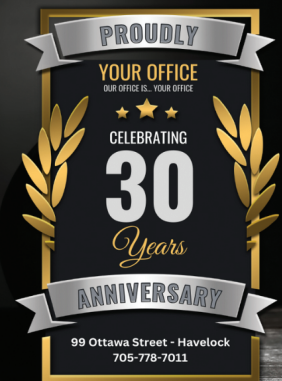 PROUDLY
YOUR OFFICE
OUR OFFICE IS... YOUR OFFICE
CELEBRATING
30
Years
ANNIVERSARY
99 Ottawa Street - Havelock
705-778-7011